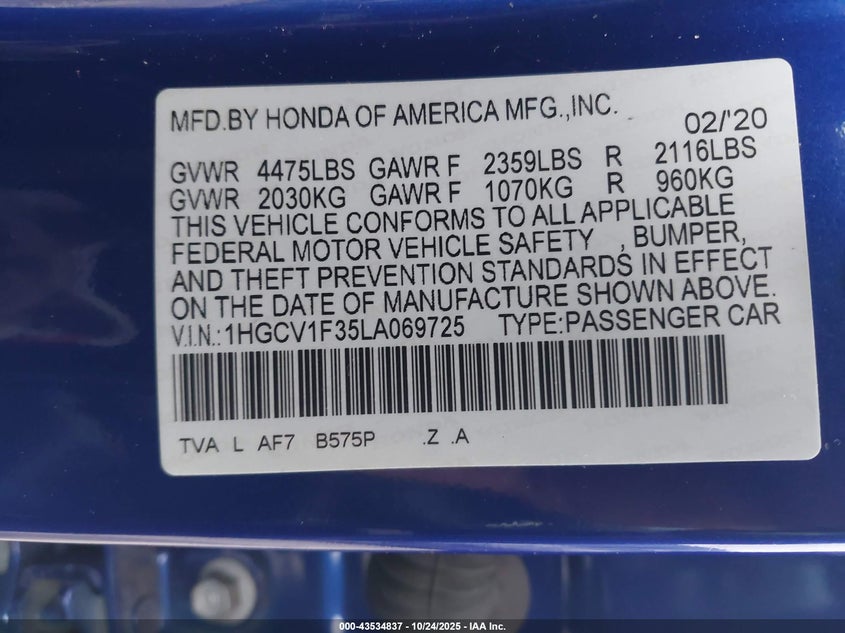 MFD.BY HONDA OF AMERICA MFG.,INC. 02/'20
GVWR 4475LBS GAWR F 2359LBS R 2116LBS
GVWR 2030KG GAWR F 1070KG R 960KG
THIS VEHICLE CONFORMS TO ALL APPLICABLE
FEDERAL MOTOR VEHICLE SAFETY , BUMPER,
AND THEFT PREVENTION STANDARDS IN EFFECT
ON THE DATE OF MANUFACTURE SHOWN ABOVE.
V.I.N.:1HGCV1F35LA069725 TYPE:PASSENGER CAR
TVA L AF7 B575P .Z .A
000-43534837 | 10/24/2025 | IAA Inc.